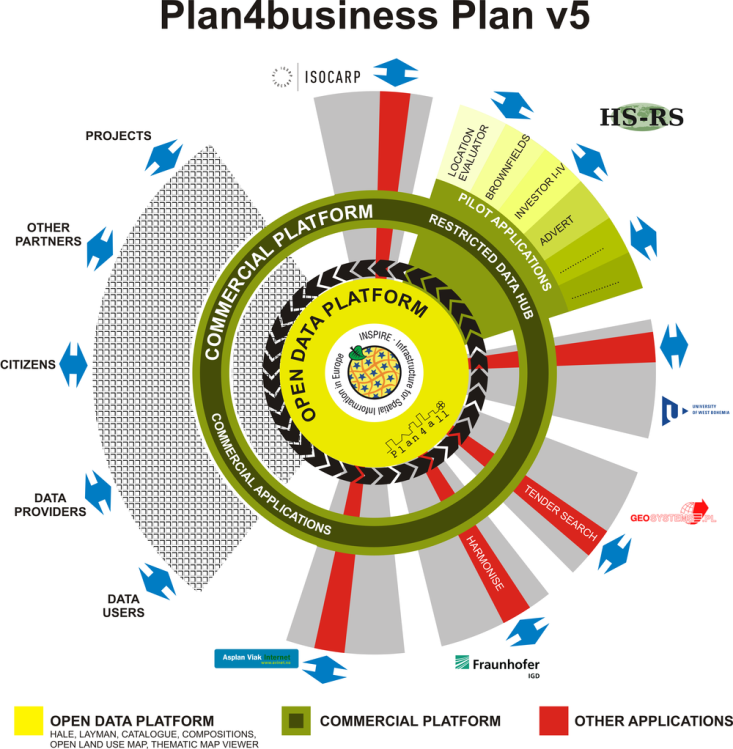 Plan4business Plan v5
ISOCARP
HS-RS
PROJECTS
OTHER
PARTNERS
CITIZENS
DATA
PROVIDERS
DATA
USERS
LOCATION
EVALUATOR
BROWNFIELDS
INVESTOR I-IV
ADVERT
................
................
PILOT APPLICATIONS
RESTRICTED DATA HUB
COMMERCIAL PLATFORM
COMMERCIAL APPLICATIONS
OPEN DATA PLATFORM
INSPIRE · Infrastructure for Spatial Information in Europe
Plan4all
UNIVERSITY
OF WEST BOHEMIA
TENDER SEARCH
GEOSYSTEMS.PL
HARMONISE
Fraunhofer
IGD
Asplan Viak Internet
OPEN DATA PLATFORM
HALE, LAYMAN, CATALOGUE, COMPOSITIONS,
OPEN LAND USE MAP, THEMATIC MAP VIEWER
COMMERCIAL PLATFORM
OTHER APPLICATIONS